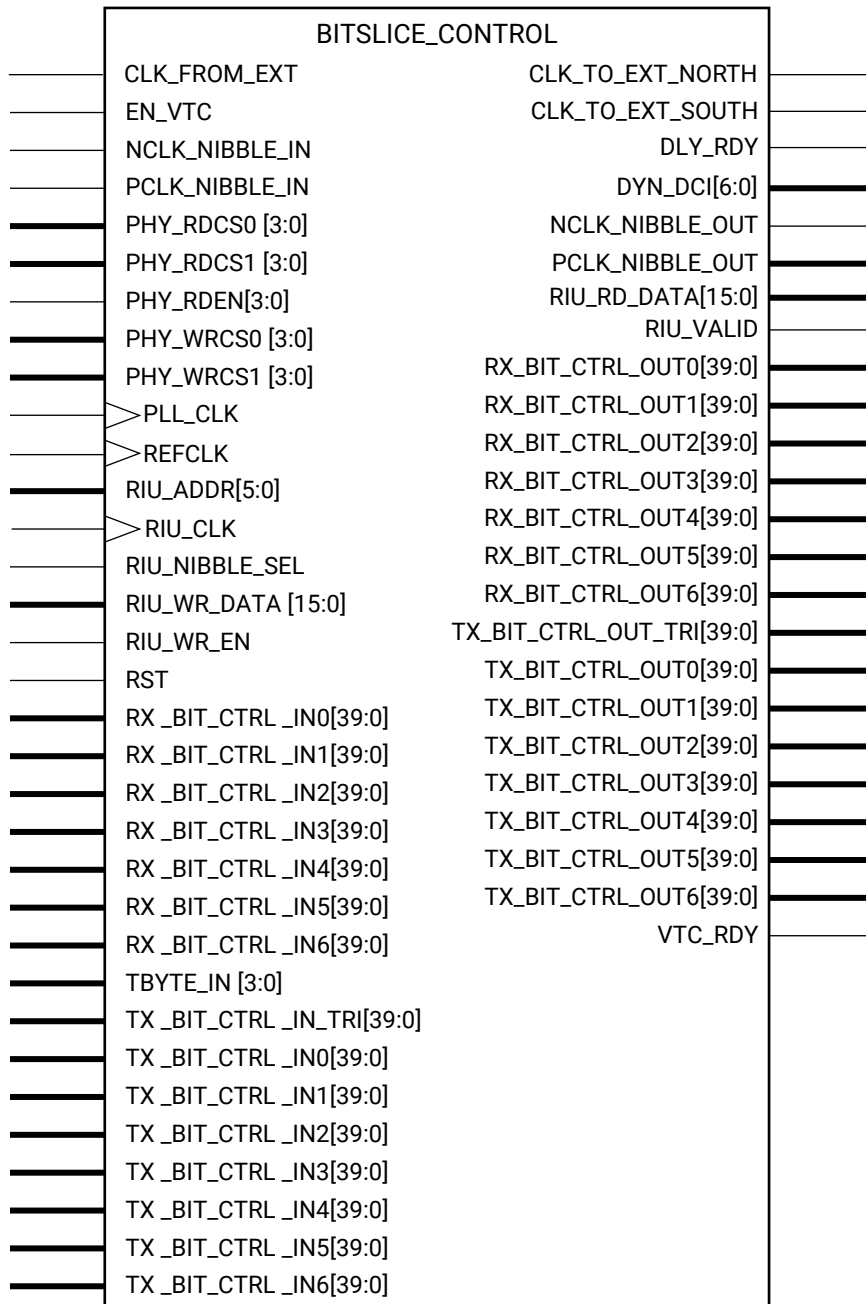 BITSLICE_CONTROL
CLK_FROM_EXT
EN_VTC
NCLK_NIBBLE_IN
PCLK_NIBBLE_IN
PHY_RDCS0 [3:0]
PHY_RDCS1 [3:0]
PHY_RDEN[3:0]
PHY_WRCS0 [3:0]
PHY_WRCS1 [3:0]
PLL_CLK
REFCLK
RIU_ADDR[5:0]
RIU_CLK
RIU_NIBBLE_SEL
RIU_WR_DATA [15:0]
RIU_WR_EN
RST
RX _BIT_CTRL _IN0[39:0]
RX _BIT_CTRL _IN1[39:0]
RX _BIT_CTRL _IN2[39:0]
RX _BIT_CTRL _IN3[39:0]
RX _BIT_CTRL _IN4[39:0]
RX _BIT_CTRL _IN5[39:0]
RX _BIT_CTRL _IN6[39:0]
TBYTE_IN [3:0]
TX _BIT_CTRL _IN_TRI[39:0]
TX _BIT_CTRL _IN0[39:0]
TX _BIT_CTRL _IN1[39:0]
TX _BIT_CTRL _IN2[39:0]
TX _BIT_CTRL _IN3[39:0]
TX _BIT_CTRL _IN4[39:0]
TX _BIT_CTRL _IN5[39:0]
TX _BIT_CTRL _IN6[39:0]
CLK_TO_EXT_NORTH
CLK_TO_EXT_SOUTH
DLY_RDY
DYN_DCI[6:0]
NCLK_NIBBLE_OUT
PCLK_NIBBLE_OUT
RIU_RD_DATA[15:0]
RIU_VALID
RX_BIT_CTRL_OUT0[39:0]
RX_BIT_CTRL_OUT1[39:0]
RX_BIT_CTRL_OUT2[39:0]
RX_BIT_CTRL_OUT3[39:0]
RX_BIT_CTRL_OUT4[39:0]
RX_BIT_CTRL_OUT5[39:0]
RX_BIT_CTRL_OUT6[39:0]
TX_BIT_CTRL_OUT_TRI[39:0]
TX_BIT_CTRL_OUT0[39:0]
TX_BIT_CTRL_OUT1[39:0]
TX_BIT_CTRL_OUT2[39:0]
TX_BIT_CTRL_OUT3[39:0]
TX_BIT_CTRL_OUT4[39:0]
TX_BIT_CTRL_OUT5[39:0]
TX_BIT_CTRL_OUT6[39:0]
VTC_RDY